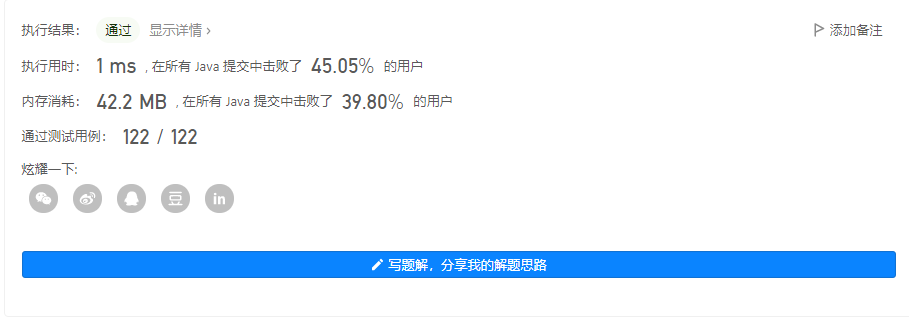 执行结果： 通过 显示详情 › 添加备注
执行用时： 1 ms , 在所有 Java 提交中击败了 45.05% 的用户
内存消耗： 42.2 MB , 在所有 Java 提交中击败了 39.80% 的用户
通过测试用例： 122 / 122
炫耀一下:
豆 in
写题解，分享我的解题思路